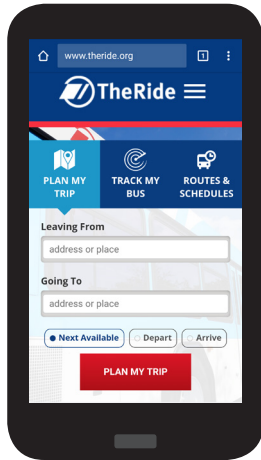 www.theride.org 1
TheRide
PLAN MY
TRIP
TRACK MY
BUS
ROUTES &
SCHEDULES
Leaving From
address or place
Going To
address or place
Next Available Depart Arrive
PLAN MY TRIP